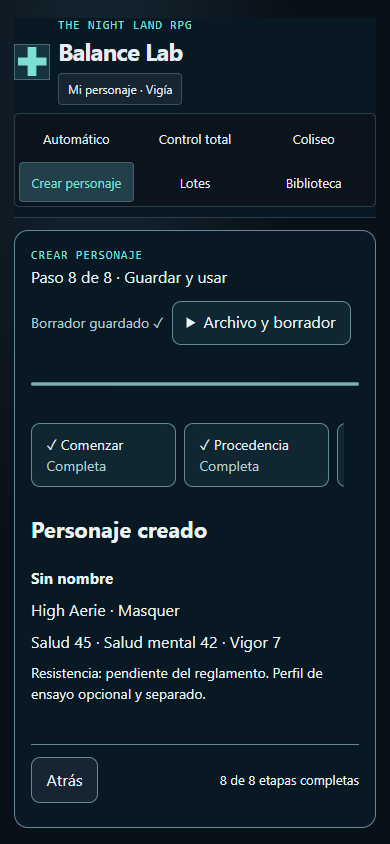 THE NIGHT LAND RPG
Balance Lab
Mi personaje · Vigía
Automático
Control total
Coliseo
Crear personaje
Lotes
Biblioteca
CREAR PERSONAJE
Paso 8 de 8 · Guardar y usar
Borrador guardado ✓
▶ Archivo y borrador
✓ Comenzar
Completa
✓ Procedencia
Completa
Personaje creado
Sin nombre
High Aerie · Masquer
Salud 45 · Salud mental 42 · Vigor 7
Resistencia: pendiente del reglamento. Perfil de
ensayo opcional y separado.
Atrás
8 de 8 etapas completas